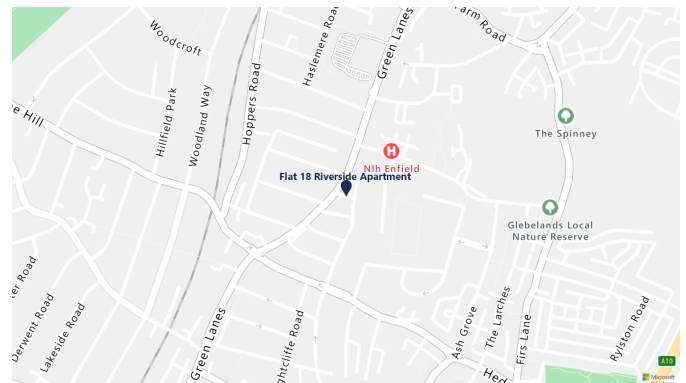 Woodcroft
Haslemere Road
Green Lanes
Farm Road
Hoppers Road
Hillfield Park
Woodland Way
The Spinney
H
Nlh Enfield
Flat 18 Riverside Apartment
Glebelands Local
Nature Reserve
Derwent Road
Lakeside Road
Green Lanes
Ash Grove
The Larches
Firs Lane
Rylston Road
A10
Microsoft